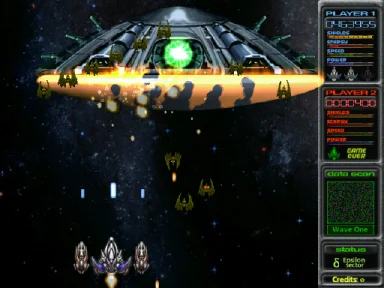 PLAYER 1
0463955
SHIELDS
ENERGY
SPEED
POWER
PLAYER 2
0000400
SHIELDS
ENERGY
SPEED
POWER
GAME
OVER
data scan
Wave One
status
δ Epsilon
Sector
Credits: 0